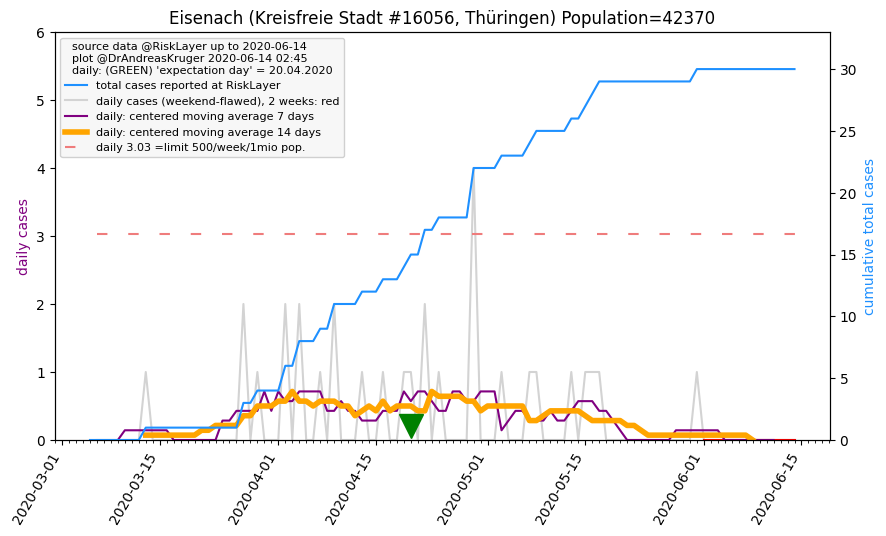 Eisenach (Kreisfreie Stadt #16056, Thüringen) Population=42370
source data @RiskLayer up to 2020-06-14
plot @DrAndreasKruger 2020-06-14 02:45
daily: (GREEN) 'expectation day' = 20.04.2020
total cases reported at RiskLayer
daily cases (weekend-flawed), 2 weeks: red
daily: centered moving average 7 days
daily: centered moving average 14 days
daily 3.03 =limit 500/week/1mio pop.
daily cases
6
5
4
3
2
1
0
cumulative total cases
30
25
20
15
10
5
0
2020-03-01
2020-03-15
2020-04-01
2020-04-15
2020-05-01
2020-05-15
2020-06-01
2020-06-15